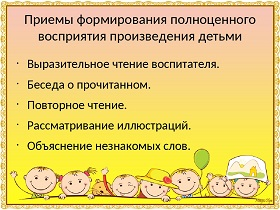 Приемы формирования полноценного
восприятия произведения детьми
· Выразительное чтение воспитателя.
· Беседа о прочитанном.
· Повторное чтение.
· Рассматривание иллюстраций.
· Объяснение незнакомых слов.